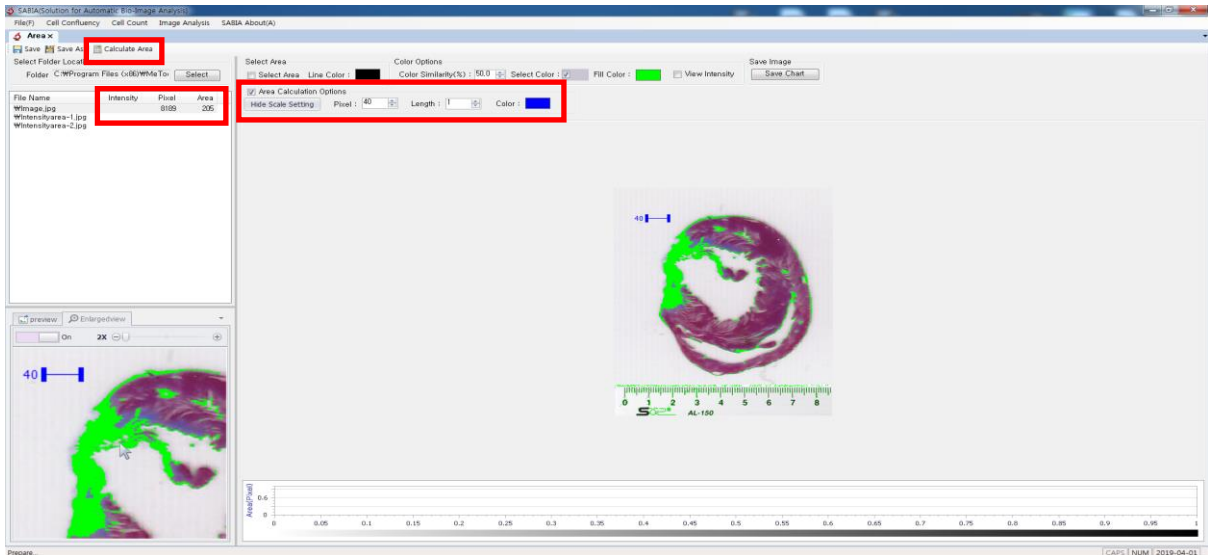 SABIA(Solution for Automatic Bio-Image Analysis)
File(F) Cell Confluency Cell Count Image Analysis SABIA About(A)
Area x
Save Save As Calculate Area
Select Folder Locat
Folder C:₩Program Files (x86)₩MeTo Select
Select Area Color Options Save Image
Select Area Line Color : Color Similarity(%) : 50.0 Select Color : Fill Color : View Intensity Save Chart
Area Calculation Options
Hide Scale Setting Pixel : 40 Length : 1 Color :
File Name Intensity Pixel Area
₩Image.jpg 8189 205
₩Intensityarea-1.jpg
₩Intensityarea-2.jpg
40
0 1 2 3 4 5 6 7 8
AL-150
preview Enlargedview
On 2X
40
Area(Pixel)
0.6
0
0 0.05 0.1 0.15 0.2 0.25 0.3 0.35 0.4 0.45 0.5 0.55 0.6 0.65 0.7 0.75 0.8 0.85 0.9 0.95 1
Prepare...
CAPS NUM 2019-04-01